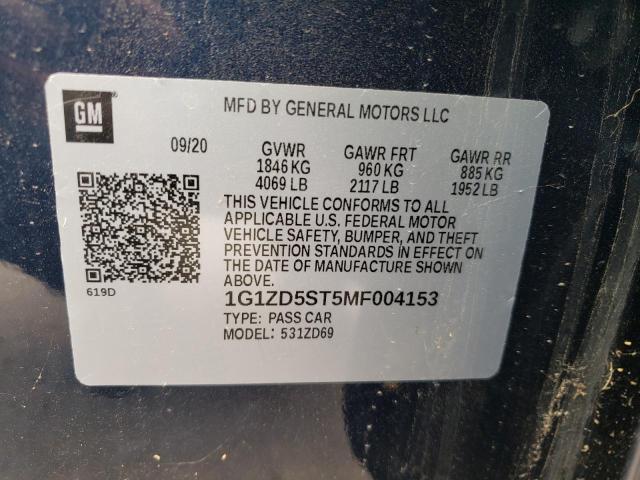 GM
MFD BY GENERAL MOTORS LLC
09/20 GVWR GAWR FRT GAWR RR
1846 KG 960 KG 885 KG
4069 LB 2117 LB 1952 LB
THIS VEHICLE CONFORMS TO ALL
APPLICABLE U.S. FEDERAL MOTOR
VEHICLE SAFETY, BUMPER, AND THEFT
PREVENTION STANDARDS IN EFFECT ON
THE DATE OF MANUFACTURE SHOWN
ABOVE.
619D
1G1ZD5ST5MF004153
TYPE: PASS CAR
MODEL: 531ZD69